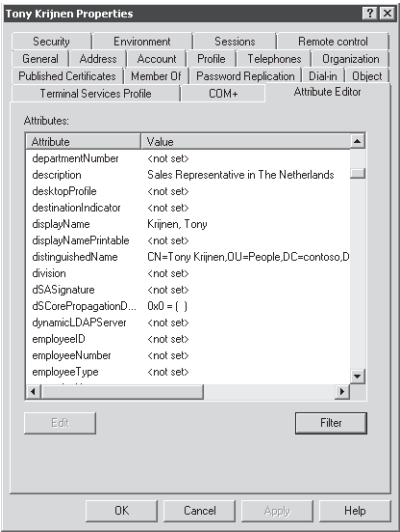 Tony Krijnen Properties
Security Environment Sessions Remote control
General Address Account Profile Telephones Organization
Published Certificates Member Of Password Replication Dial-in Object
Terminal Services Profile COM+ Attribute Editor
Attributes:
Attribute Value
departmentNumber <not set>
description Sales Representative in The Netherlands
desktopProfile <not set>
destinationIndicator <not set>
displayName Krijnen, Tony
displayNamePrintable <not set>
distinguishedName CN=Tony Krijnen,OU=People,DC=contoso,D
division <not set>
dSASignature <not set>
dSCorePropagationD... 0x0 = ( )
dynamicLDAPServer <not set>
employeeID <not set>
employeeNumber <not set>
employeeType <not set>
Edit Filter
OK Cancel Apply Help